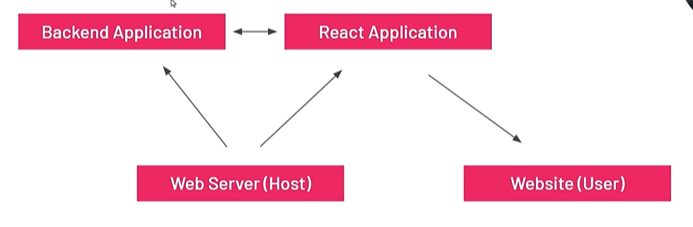 Backend Application
React Application
Web Server (Host)
Website (User)